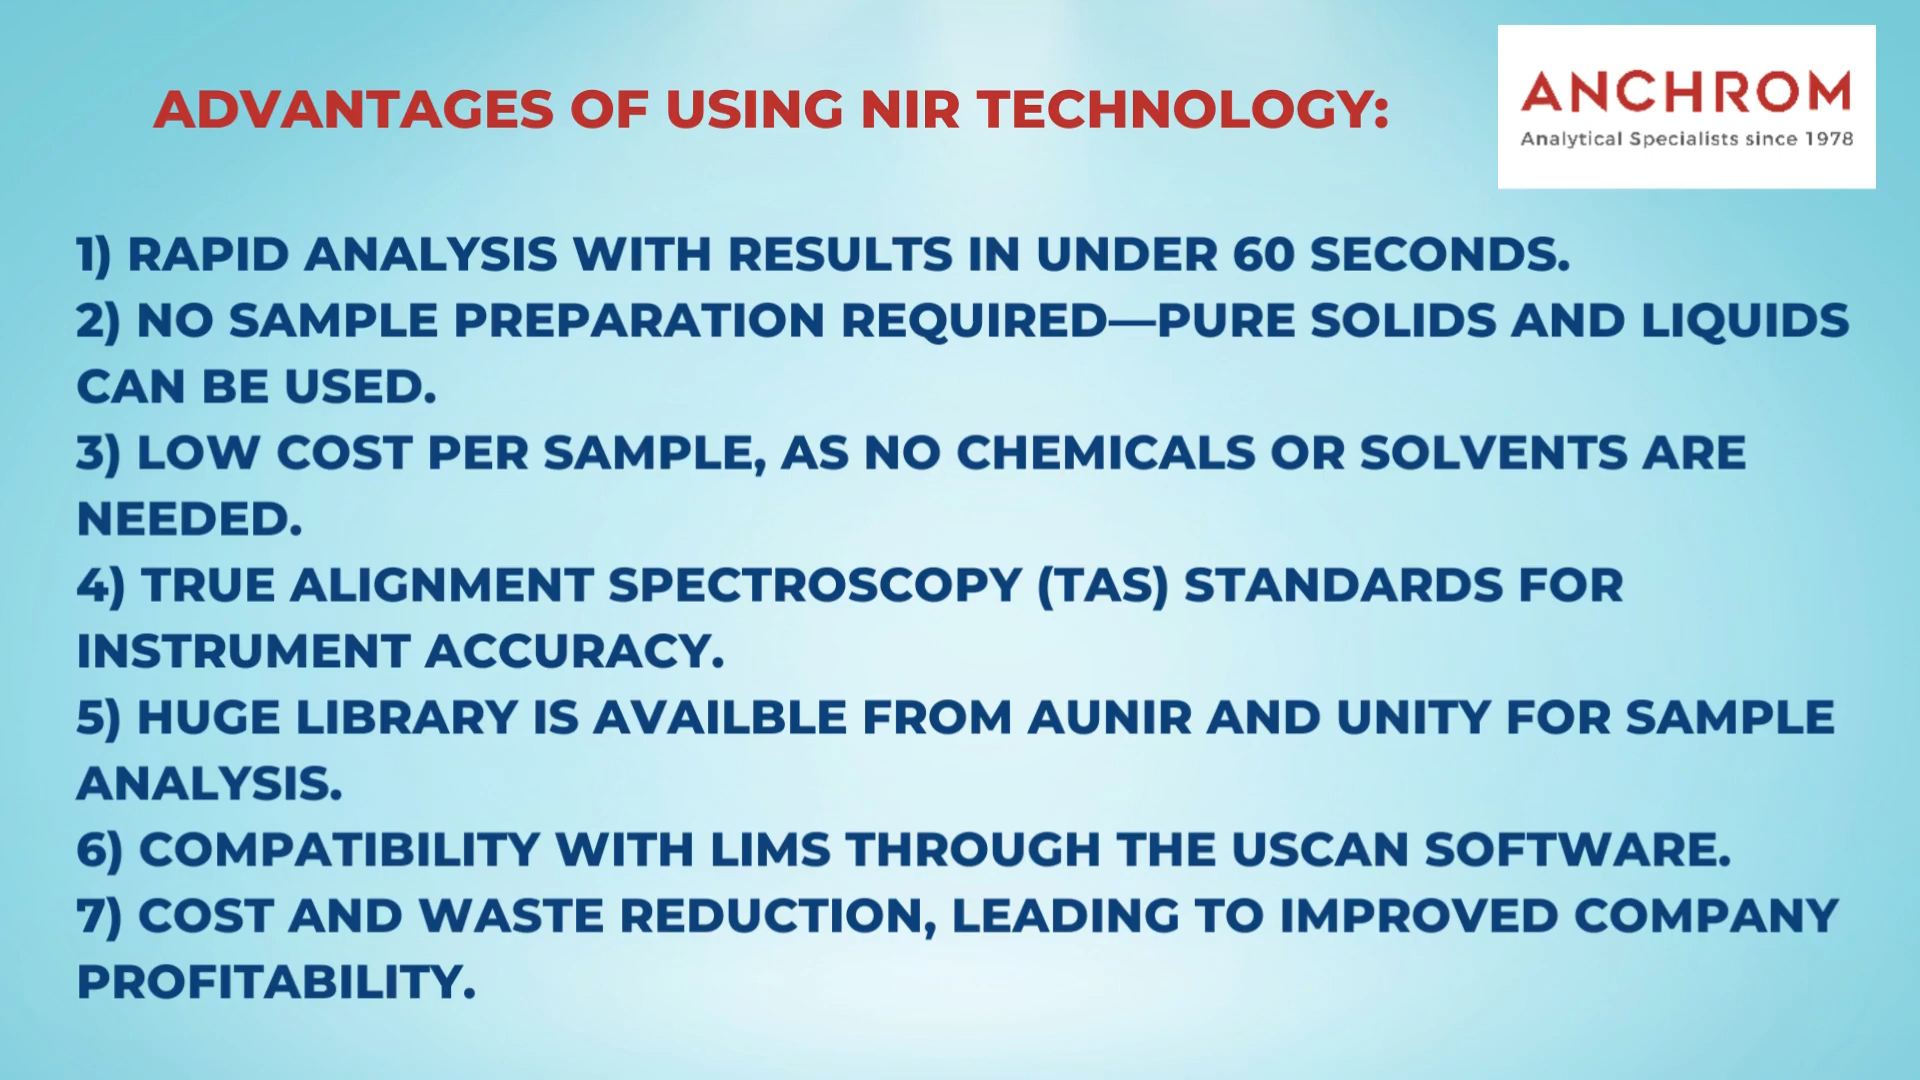 ADVANTAGES OF USING NIR TECHNOLOGY:
ANCHROM
Analytical Specialists since 1978
1) RAPID ANALYSIS WITH RESULTS IN UNDER 60 SECONDS.
2) NO SAMPLE PREPARATION REQUIRED—PURE SOLIDS AND LIQUIDS
CAN BE USED.
3) LOW COST PER SAMPLE, AS NO CHEMICALS OR SOLVENTS ARE
NEEDED.
4) TRUE ALIGNMENT SPECTROSCOPY (TAS) STANDARDS FOR
INSTRUMENT ACCURACY.
5) HUGE LIBRARY IS AVAILBLE FROM AUNIR AND UNITY FOR SAMPLE
ANALYSIS.
6) COMPATIBILITY WITH LIMS THROUGH THE USCAN SOFTWARE.
7) COST AND WASTE REDUCTION, LEADING TO IMPROVED COMPANY
PROFITABILITY.